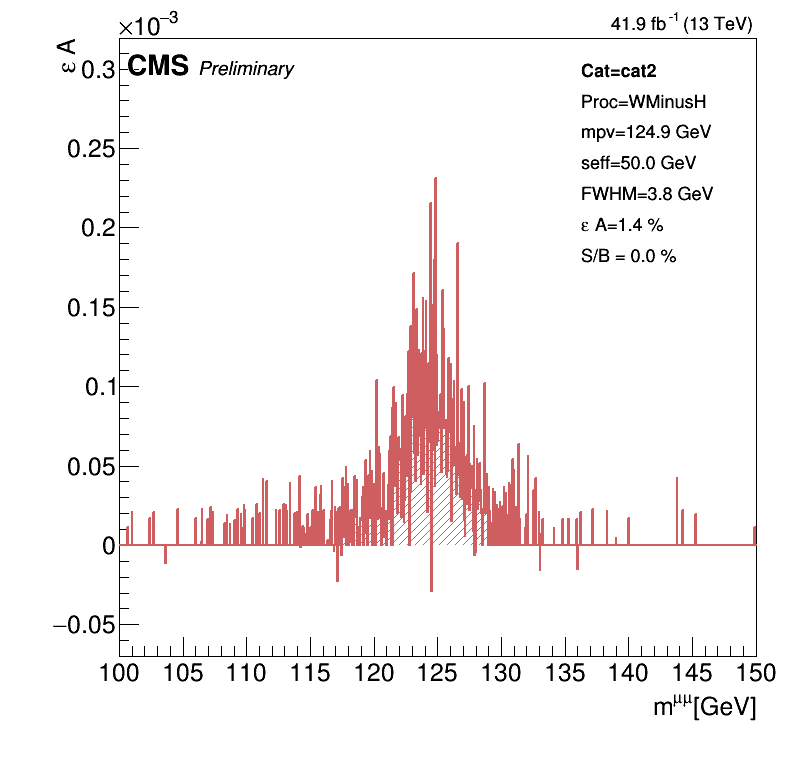 ×10⁻³
41.9 fb⁻¹ (13 TeV)
CMS Preliminary
ε A
Cat=cat2
Proc=WMinusH
mpv=124.9 GeV
seff=50.0 GeV
FWHM=3.8 GeV
ε A=1.4 %
S/B = 0.0 %
0.3
0.25
0.2
0.15
0.1
0.05
0
−0.05
100 105 110 115 120 125 130 135 140 145 150
m^μμ[GeV]